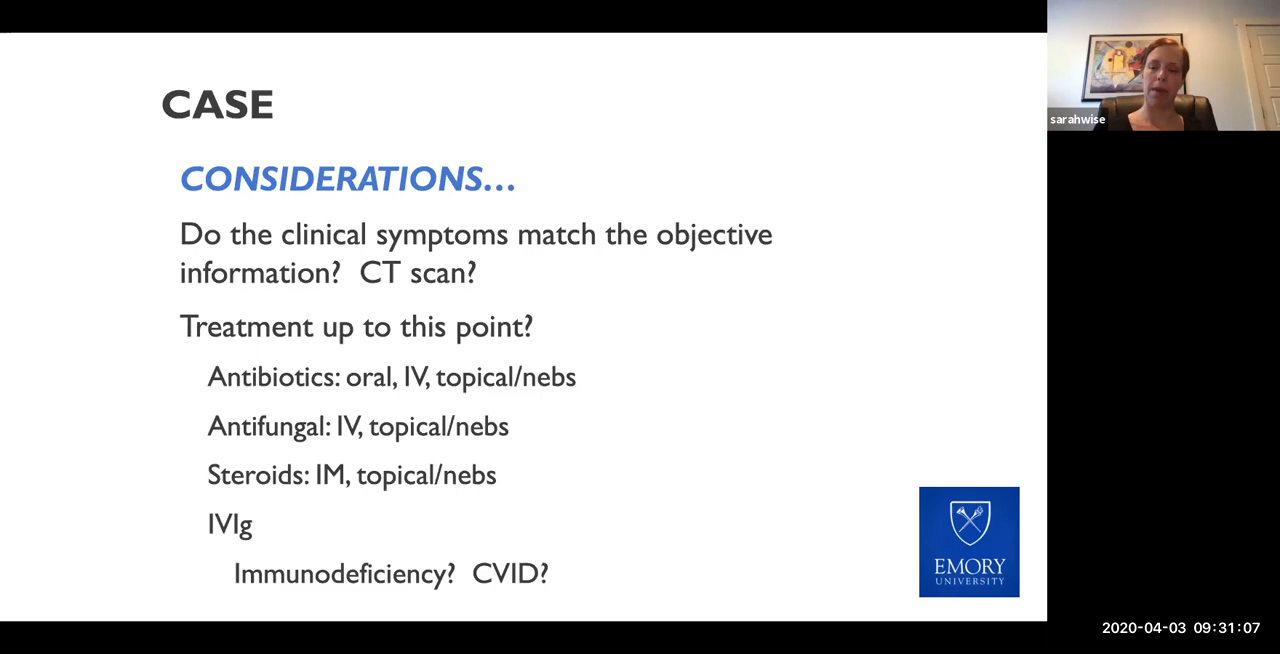 CASE
CONSIDERATIONS...
Do the clinical symptoms match the objective
information? CT scan?
Treatment up to this point?
Antibiotics: oral, IV, topical/nebs
Antifungal: IV, topical/nebs
Steroids: IM, topical/nebs
IVIg
Immunodeficiency? CVID?
EMORY
UNIVERSITY
sarahwise
2020-04-03 09:31:07